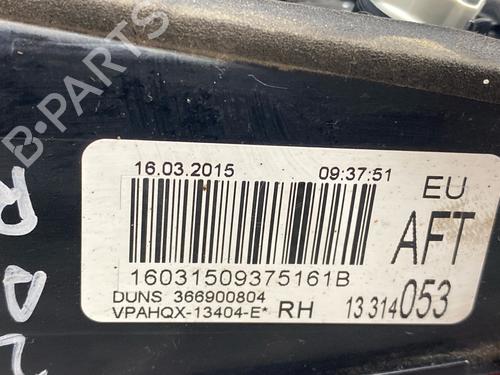 B-PARTS
16.03.2015 09:37:51 EU
AFT
16031509375161B
DUNS 366900804
VPAHQX-13404-E* RH 13 314 053